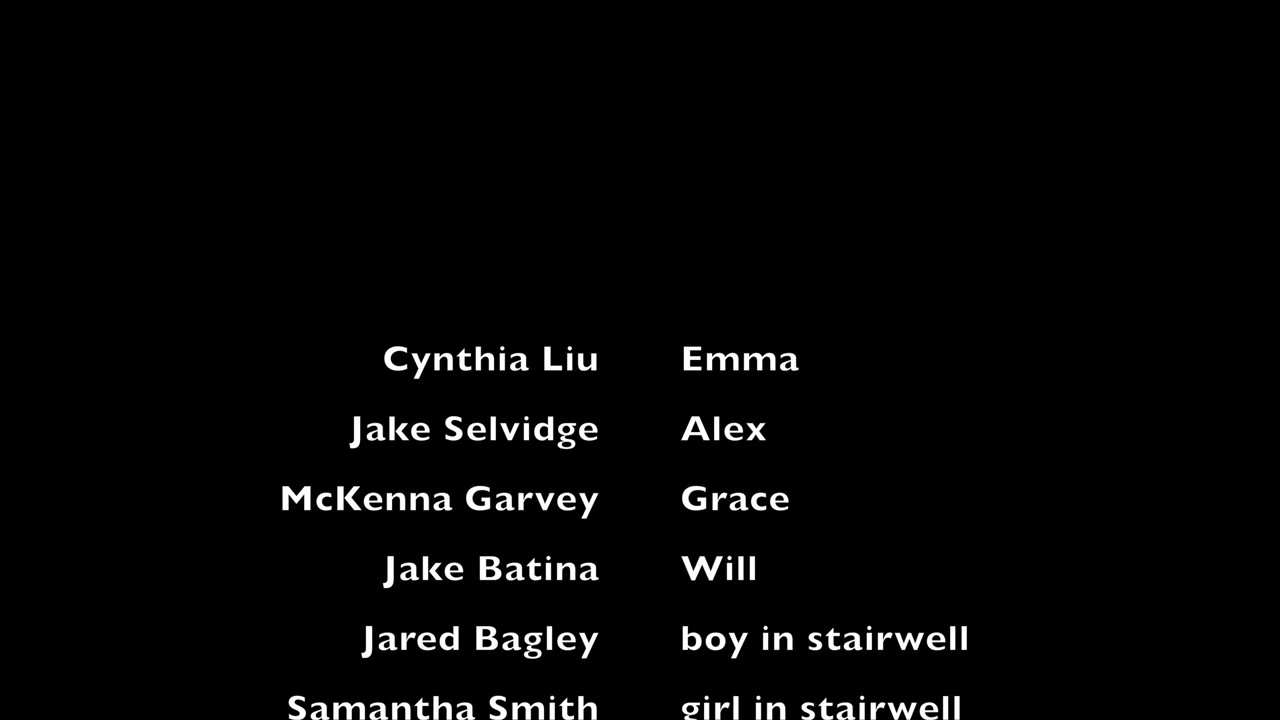 Cynthia Liu Emma
Jake Selvidge Alex
McKenna Garvey Grace
Jake Batina Will
Jared Bagley boy in stairwell
Samantha Smith girl in stairwell